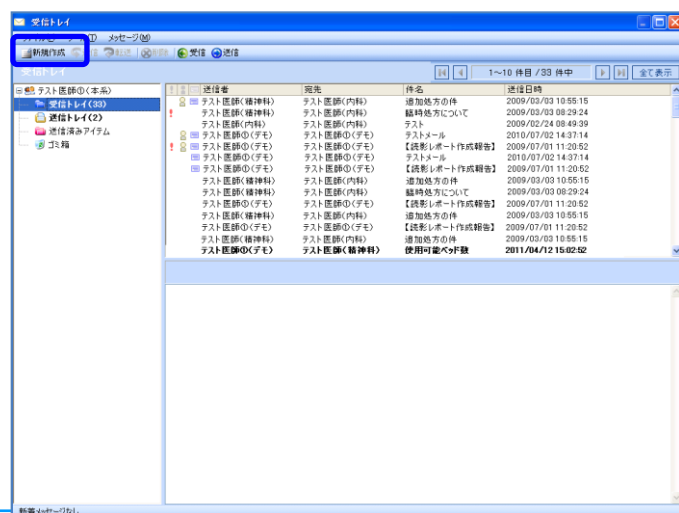 受信トレイ
メッセージ(M)
新規作成 転送 削除 受信 送信
受信トレイ
1～10 件目 /33 件中 全て表示
テスト医師①(本系)
受信トレイ(33)
送信トレイ(2)
送信済みアイテム
ゴミ箱
送信者 宛先 件名 送信日時
テスト医師(精神科) テスト医師(内科) 追加処方の件 2009/03/03 10:55:15
テスト医師(精神科) テスト医師(内科) 臨時処方について 2009/03/03 08:29:24
テスト医師(内科) テスト医師(内科) テスト 2009/02/24 08:49:39
テスト医師①(デモ) テスト医師①(デモ) テストメール 2010/07/02 14:37:14
テスト医師①(デモ) テスト医師①(デモ) 【読影レポート作成報告】 2009/07/01 11:20:52
テスト医師①(デモ) テスト医師①(デモ) テストメール 2010/07/02 14:37:14
テスト医師①(デモ) テスト医師①(デモ) 【読影レポート作成報告】 2009/07/01 11:20:52
テスト医師(精神科) テスト医師(内科) 追加処方の件 2009/03/03 10:55:15
テスト医師(精神科) テスト医師(内科) 臨時処方について 2009/03/03 08:29:24
テスト医師①(デモ) テスト医師①(デモ) 【読影レポート作成報告】 2009/07/01 11:20:52
テスト医師(精神科) テスト医師(内科) 追加処方の件 2009/03/03 10:55:15
テスト医師①(デモ) テスト医師①(デモ) 【読影レポート作成報告】 2009/07/01 11:20:52
テスト医師(精神科) テスト医師(内科) 追加処方の件 2009/03/03 10:55:15
テスト医師①(デモ) テスト医師(精神科) 使用可能ベッド数 2011/04/12 15:02:52
新着メッセージなし